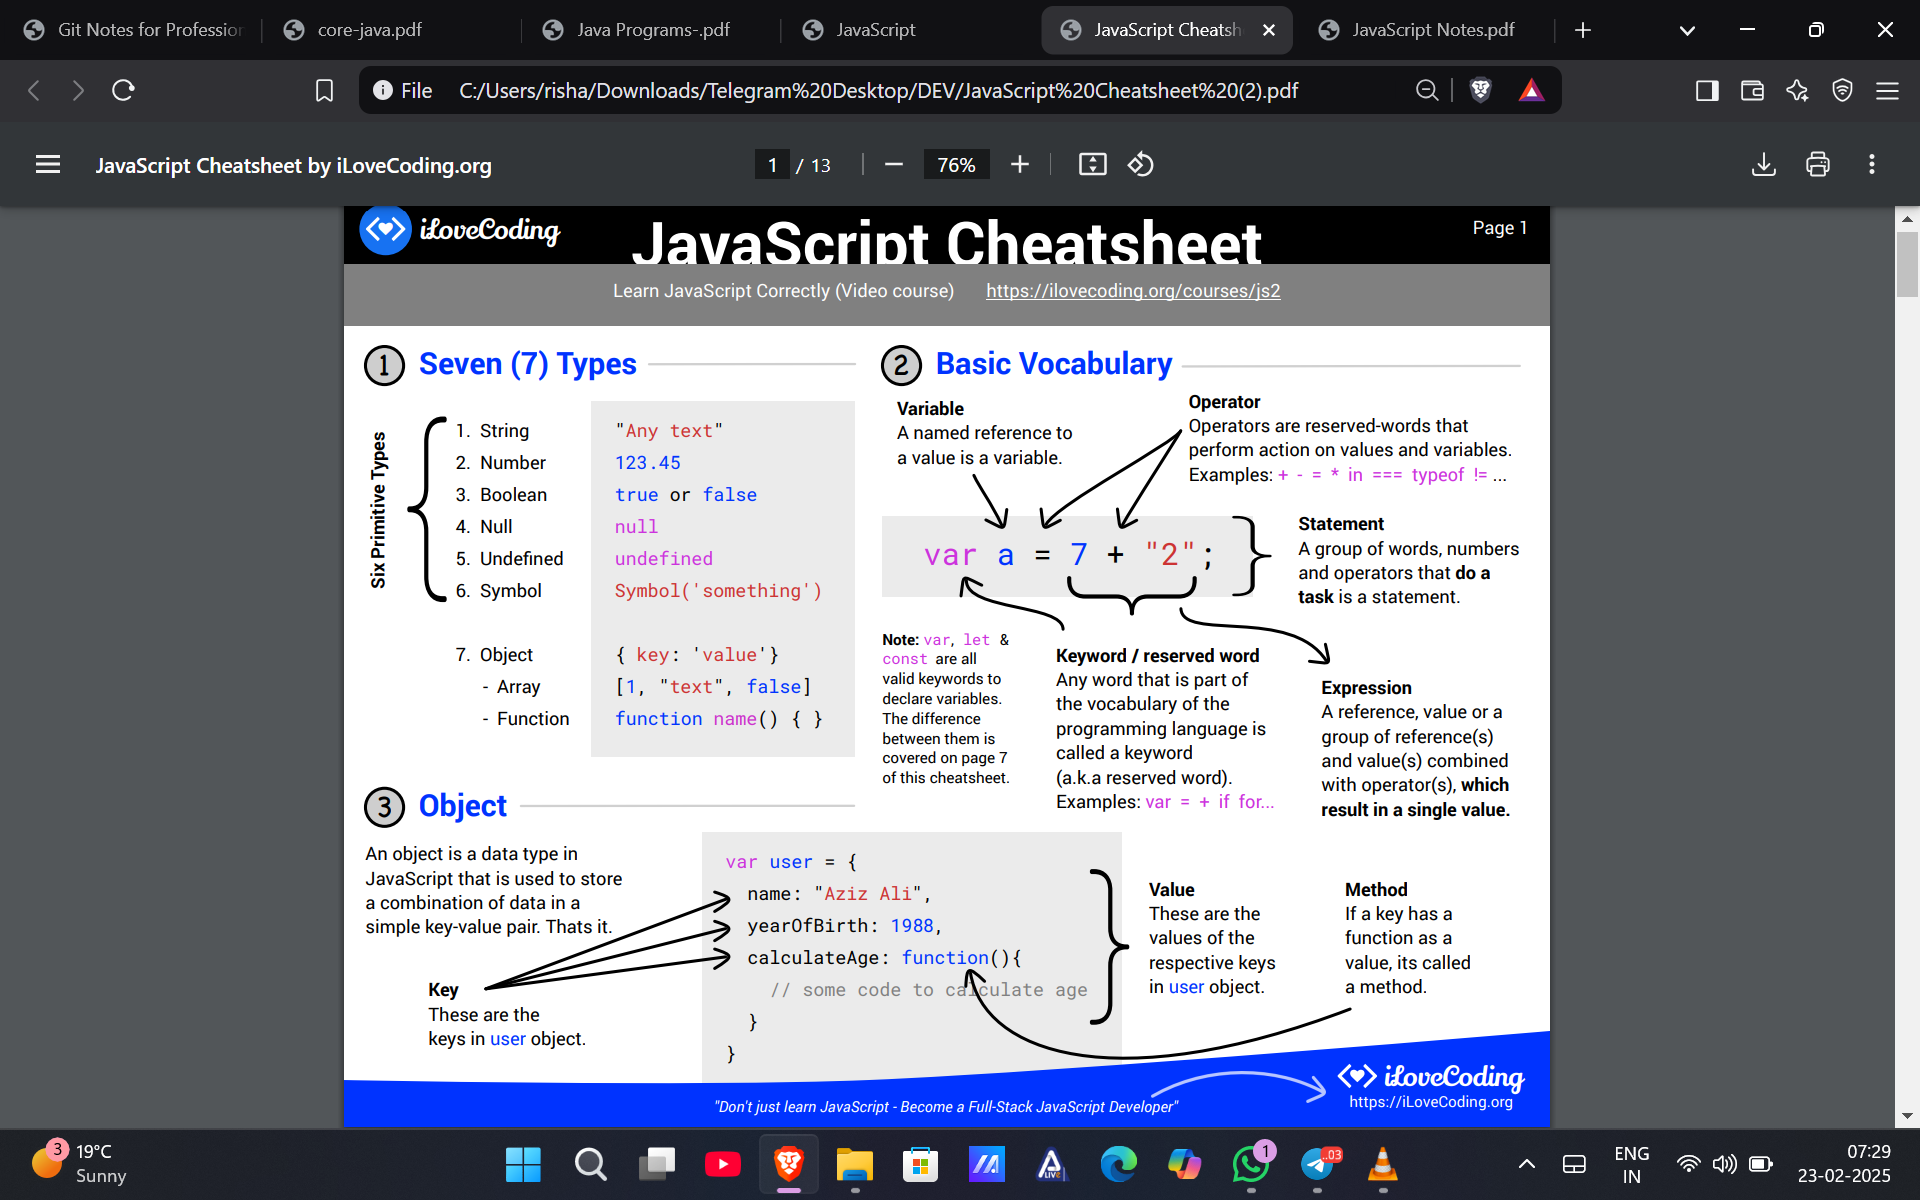 Git Notes for Profession
core-java.pdf
Java Programs-.pdf
JavaScript
JavaScript Cheatsh
JavaScript Notes.pdf
File
C:/Users/risha/Downloads/Telegram%20Desktop/DEV/JavaScript%20Cheatsheet%20(2).pdf
JavaScript Cheatsheet by iLoveCoding.org
1 / 13
76%
iLoveCoding
JavaScript Cheatsheet
Page 1
Learn JavaScript Correctly (Video course)
https://ilovecoding.org/courses/js2
1 Seven (7) Types
Six Primitive Types
1. String "Any text"
2. Number 123.45
3. Boolean true or false
4. Null null
5. Undefined undefined
6. Symbol Symbol('something')
7. Object { key: 'value'}
- Array [1, "text", false]
- Function function name() { }
2 Basic Vocabulary
Variable
A named reference to
a value is a variable.
Operator
Operators are reserved-words that
perform action on values and variables.
Examples: + - = * in === typeof != ...
var a = 7 + "2";
Statement
A group of words, numbers
and operators that do a
task is a statement.
Note: var, let &
const are all
valid keywords to
declare variables.
The difference
between them is
covered on page 7
of this cheatsheet.
Keyword / reserved word
Any word that is part of
the vocabulary of the
programming language is
called a keyword
(a.k.a reserved word).
Examples: var = + if for...
Expression
A reference, value or a
group of reference(s)
and value(s) combined
with operator(s), which
result in a single value.
3 Object
An object is a data type in
JavaScript that is used to store
a combination of data in a
simple key-value pair. Thats it.
Key
These are the
keys in user object.
var user = {
name: "Aziz Ali",
yearOfBirth: 1988,
calculateAge: function(){
// some code to calculate age
}
}
Value
These are the
values of the
respective keys
in user object.
Method
If a key has a
function as a
value, its called
a method.
"Don't just learn JavaScript - Become a Full-Stack JavaScript Developer"
iLoveCoding
https://iLoveCoding.org
3
19°C
Sunny
LIVE
1
..03
ENG
IN
07:29
23-02-2025